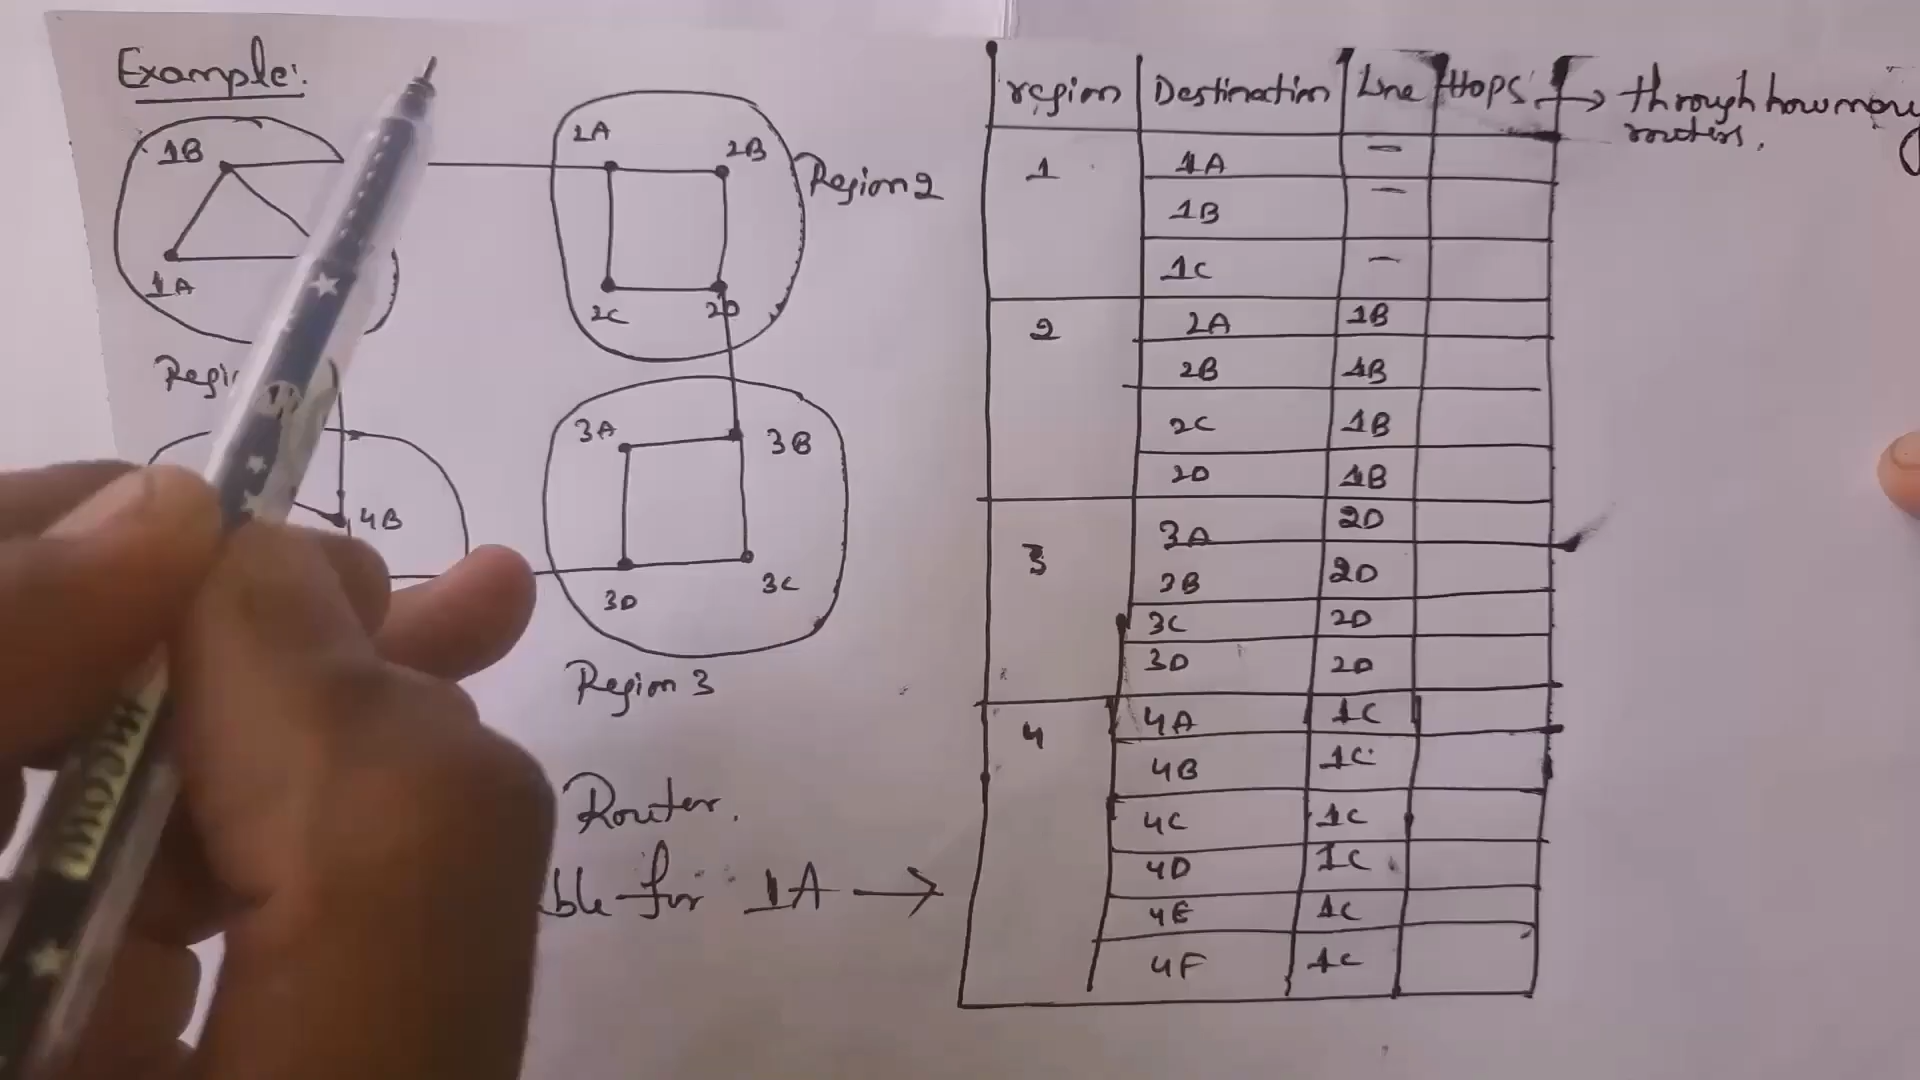 Example:
1B
1A
2A
2B
2C
2D
Region 2
3A
3B
3C
3D
Region 3
4B
Router.
for 1A →
region Destination Line Hops → through how many
routers.
1 1A -
1B -
1C -
2 2A 1B
2B 1B
2C 1B
2D 1B
3 3A 2D
3B 2D
3C 2D
3D 2D
4 4A 1C
4B 1C
4C 1C
4D 1C
4E 1C
4F 1C